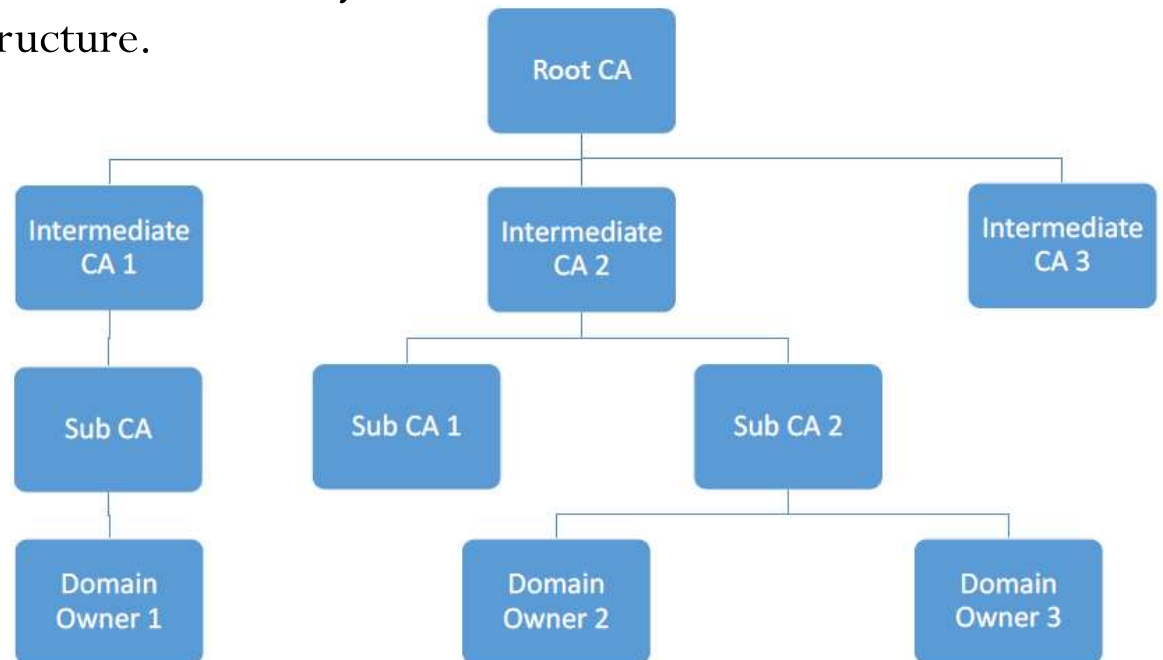 ructure.
Root CA
Intermediate
CA 1
Intermediate
CA 2
Intermediate
CA 3
Sub CA
Sub CA 1
Sub CA 2
Domain
Owner 1
Domain
Owner 2
Domain
Owner 3